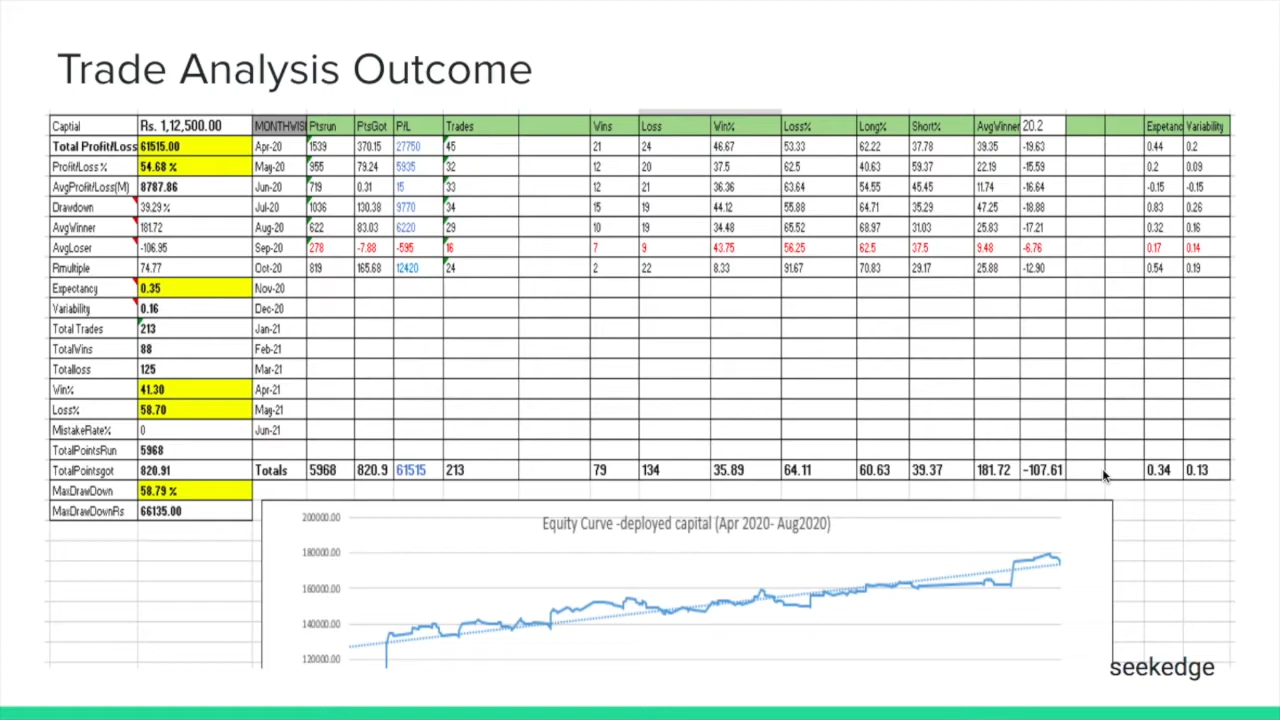 Trade Analysis Outcome
Captial Rs. 1,12,500.00 MONTHWIS Ptsrun PtsGot P/L Trades Wins Loss Win% Loss% Long% Short% AvgWinner 20.2 Expetanc Variability
Total Profit/Loss 61515.00 Apr-20 1539 370.15 27750 45 21 24 46.67 53.33 62.22 37.78 39.35 -19.63 0.44 0.2
Profit/Loss % 54.68 % May-20 955 79.24 5935 32 12 20 37.5 62.5 40.63 59.37 22.19 -15.59 0.2 0.09
AvgProfit/Loss(M) 8787.86 Jun-20 719 0.31 15 33 12 21 36.36 63.64 54.55 45.45 11.74 -16.64 -0.15 -0.15
Drawdown 39.29 % Jul-20 1036 130.38 9770 34 15 19 44.12 55.88 64.71 35.29 47.25 -18.88 0.83 0.26
AvgWinner 181.72 Aug-20 622 83.03 6220 29 10 19 34.48 65.52 68.97 31.03 25.83 -17.21 0.32 0.16
AvgLoser -106.95 Sep-20 278 -7.88 -595 16 7 9 43.75 56.25 62.5 37.5 9.48 -6.76 0.17 0.14
Rmultiple 74.77 Oct-20 819 165.68 12420 24 2 22 8.33 91.67 70.83 29.17 25.88 -12.90 0.54 0.19
Expectancy 0.35 Nov-20
Variability 0.16 Dec-20
Total Trades 213 Jan-21
TotalWins 88 Feb-21
Totalloss 125 Mar-21
Win% 41.30 Apr-21
Loss% 58.70 May-21
MistakeRate% 0 Jun-21
TotalPointsRun 5968
TotalPointsgot 820.91 Totals 5968 820.9 61515 213 79 134 35.89 64.11 60.63 39.37 181.72 -107.61 0.34 0.13
MaxDrawDown 58.79 %
MaxDrawDownRs 66135.00
Equity Curve -deployed capital (Apr 2020- Aug2020)
200000.00
180000.00
160000.00
140000.00
120000.00
seekedge